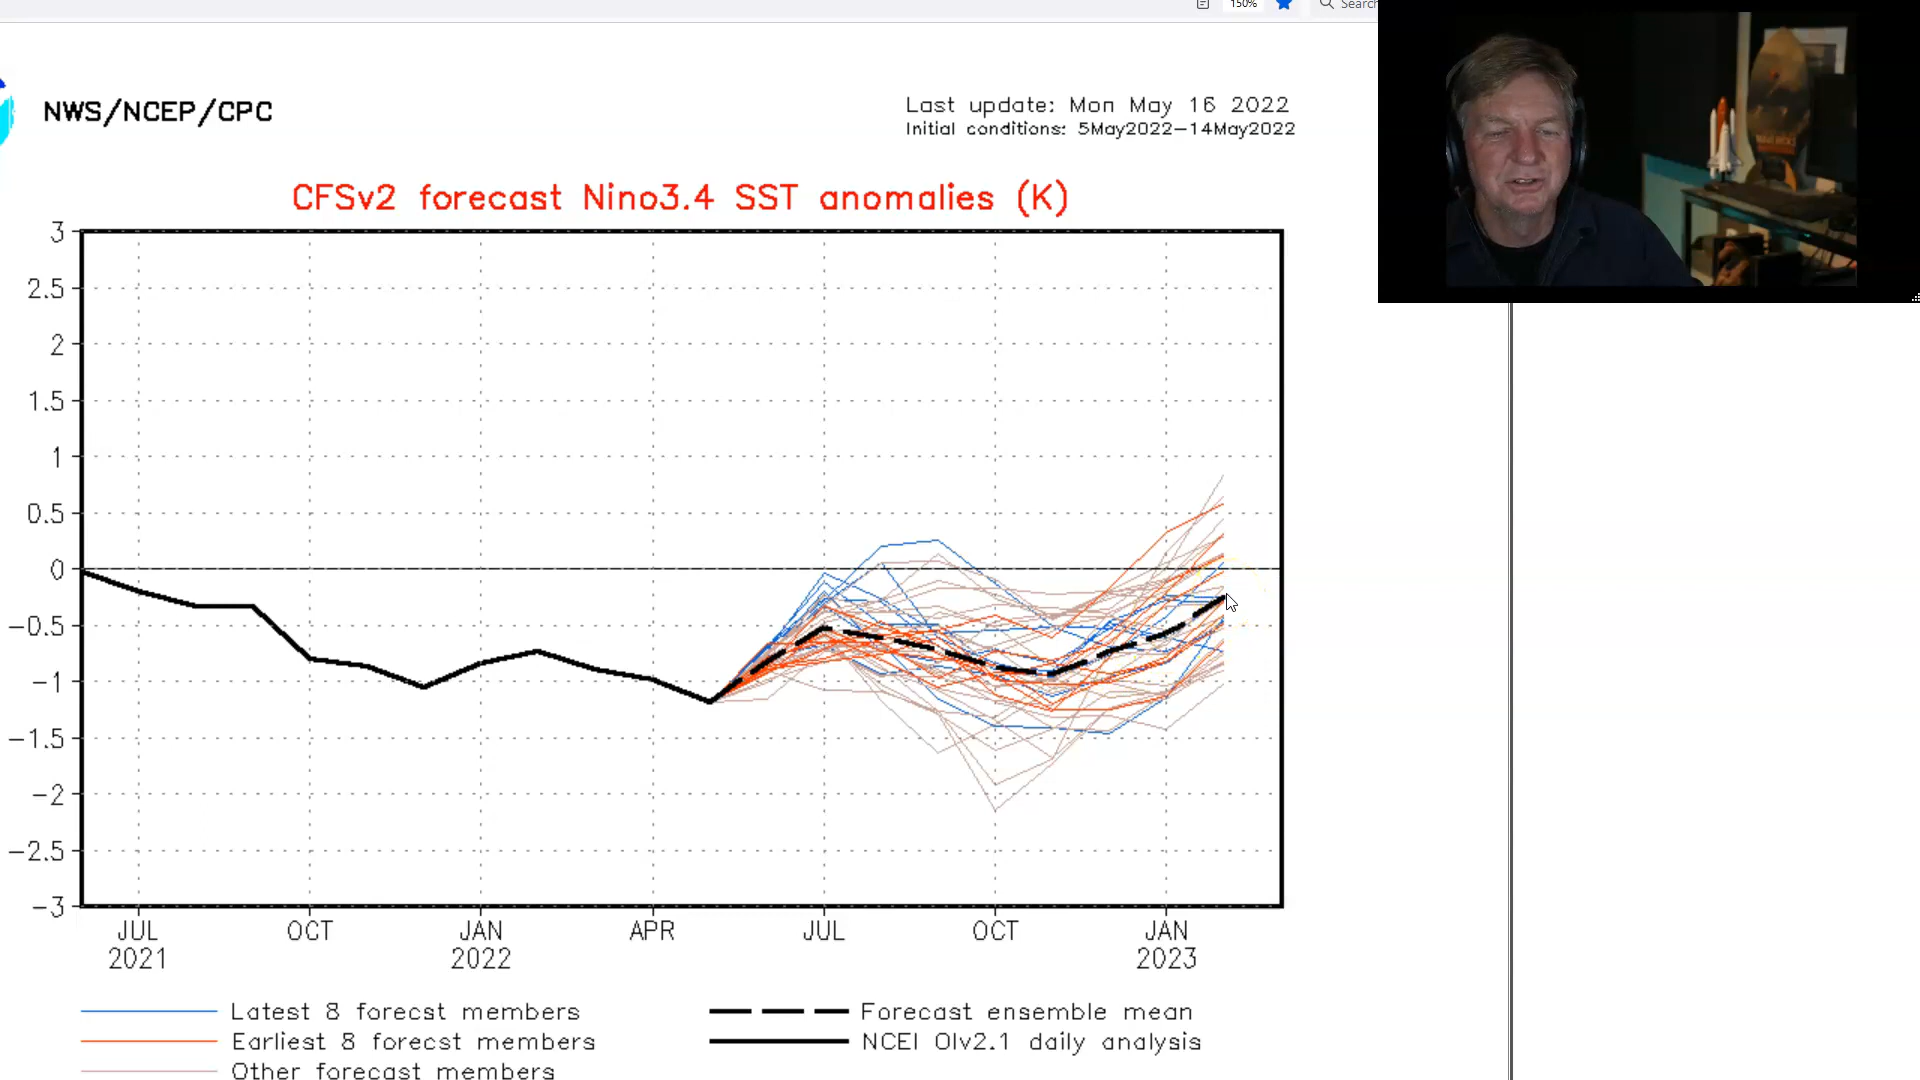 150%
Search
NWS/NCEP/CPC
Last update: Mon May 16 2022
Initial conditions: 5May2022–14May2022
CFSv2 forecast Nino3.4 SST anomalies (K)
3
2.5
2
1.5
1
0.5
0
−0.5
−1
−1.5
−2
−2.5
−3
JUL OCT JAN APR JUL OCT JAN
2021 2022 2023
Latest 8 forecst members
Earliest 8 forecst members
Other forecast members
Forecast ensemble mean
NCEI OIv2.1 daily analysis